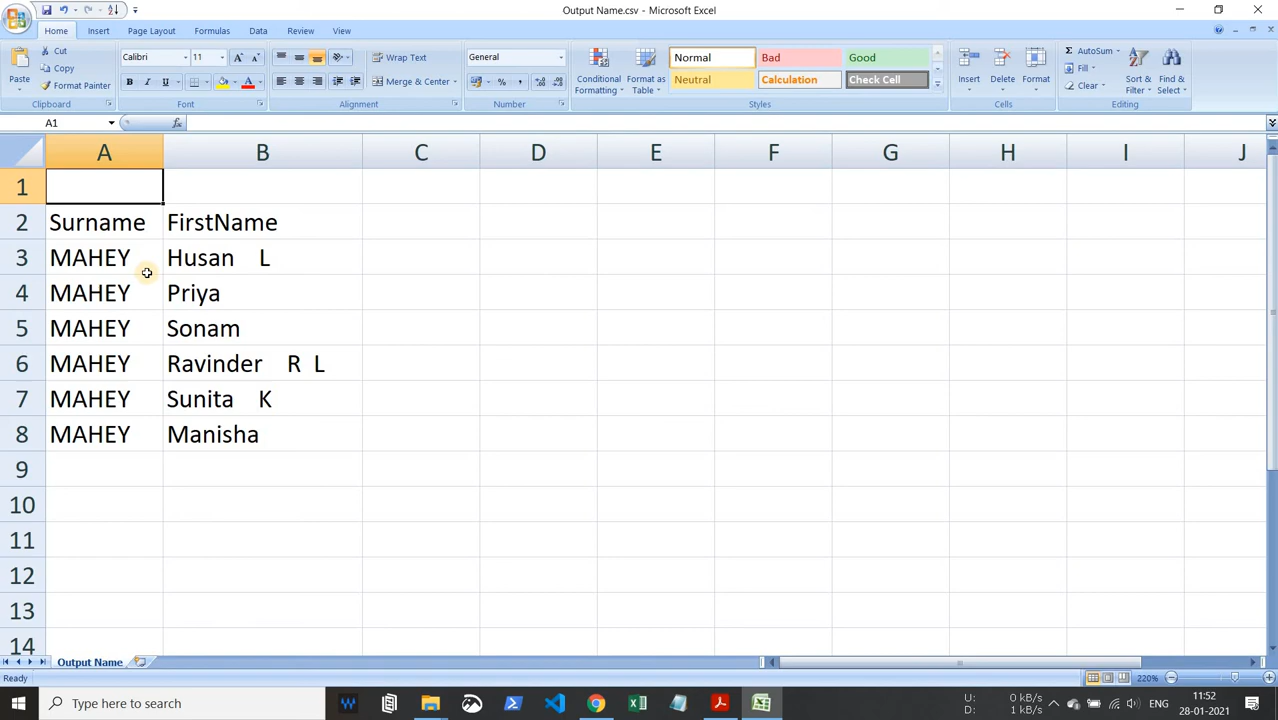 Output Name.csv - Microsoft Excel
Home Insert Page Layout Formulas Data Review View
Paste
Cut
Copy
Format Painter
Clipboard
Calibri 11
B I U
Font
Wrap Text
Merge & Center
Alignment
General
Number
Conditional Formatting
Format as Table
Normal Bad Good
Neutral Calculation Check Cell
Styles
Insert Delete Format
Cells
AutoSum
Fill
Clear
Sort & Filter
Find & Select
Editing
A1
A B C D E F G H I J
1
2 Surname FirstName
3 MAHEY Husan L
4 MAHEY Priya
5 MAHEY Sonam
6 MAHEY Ravinder R L
7 MAHEY Sunita K
8 MAHEY Manisha
9
10
11
12
13
14
Output Name
Ready 220%
Type here to search
U: 0 kB/s
D: 1 kB/s
ENG
11:52
28-01-2021